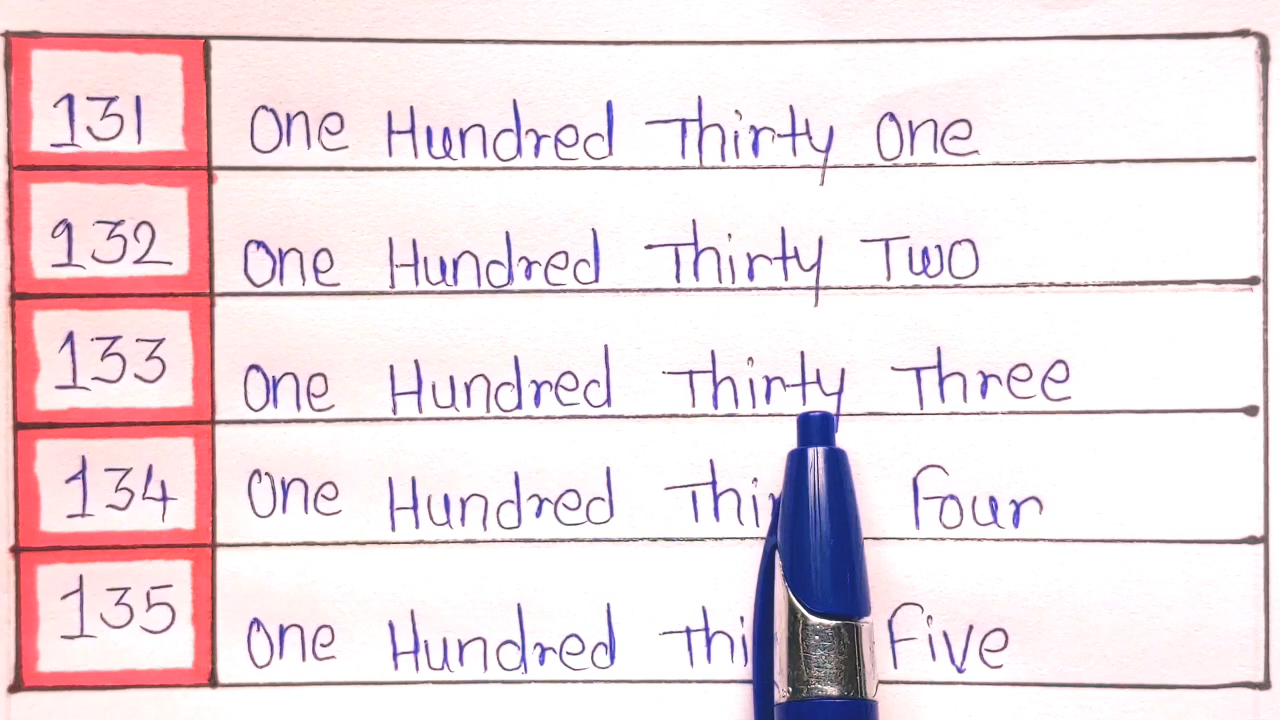 131 One Hundred Thirty One
132 One Hundred Thirty Two
133 One Hundred Thirty Three
134 One Hundred Four
135 One Hundred Five